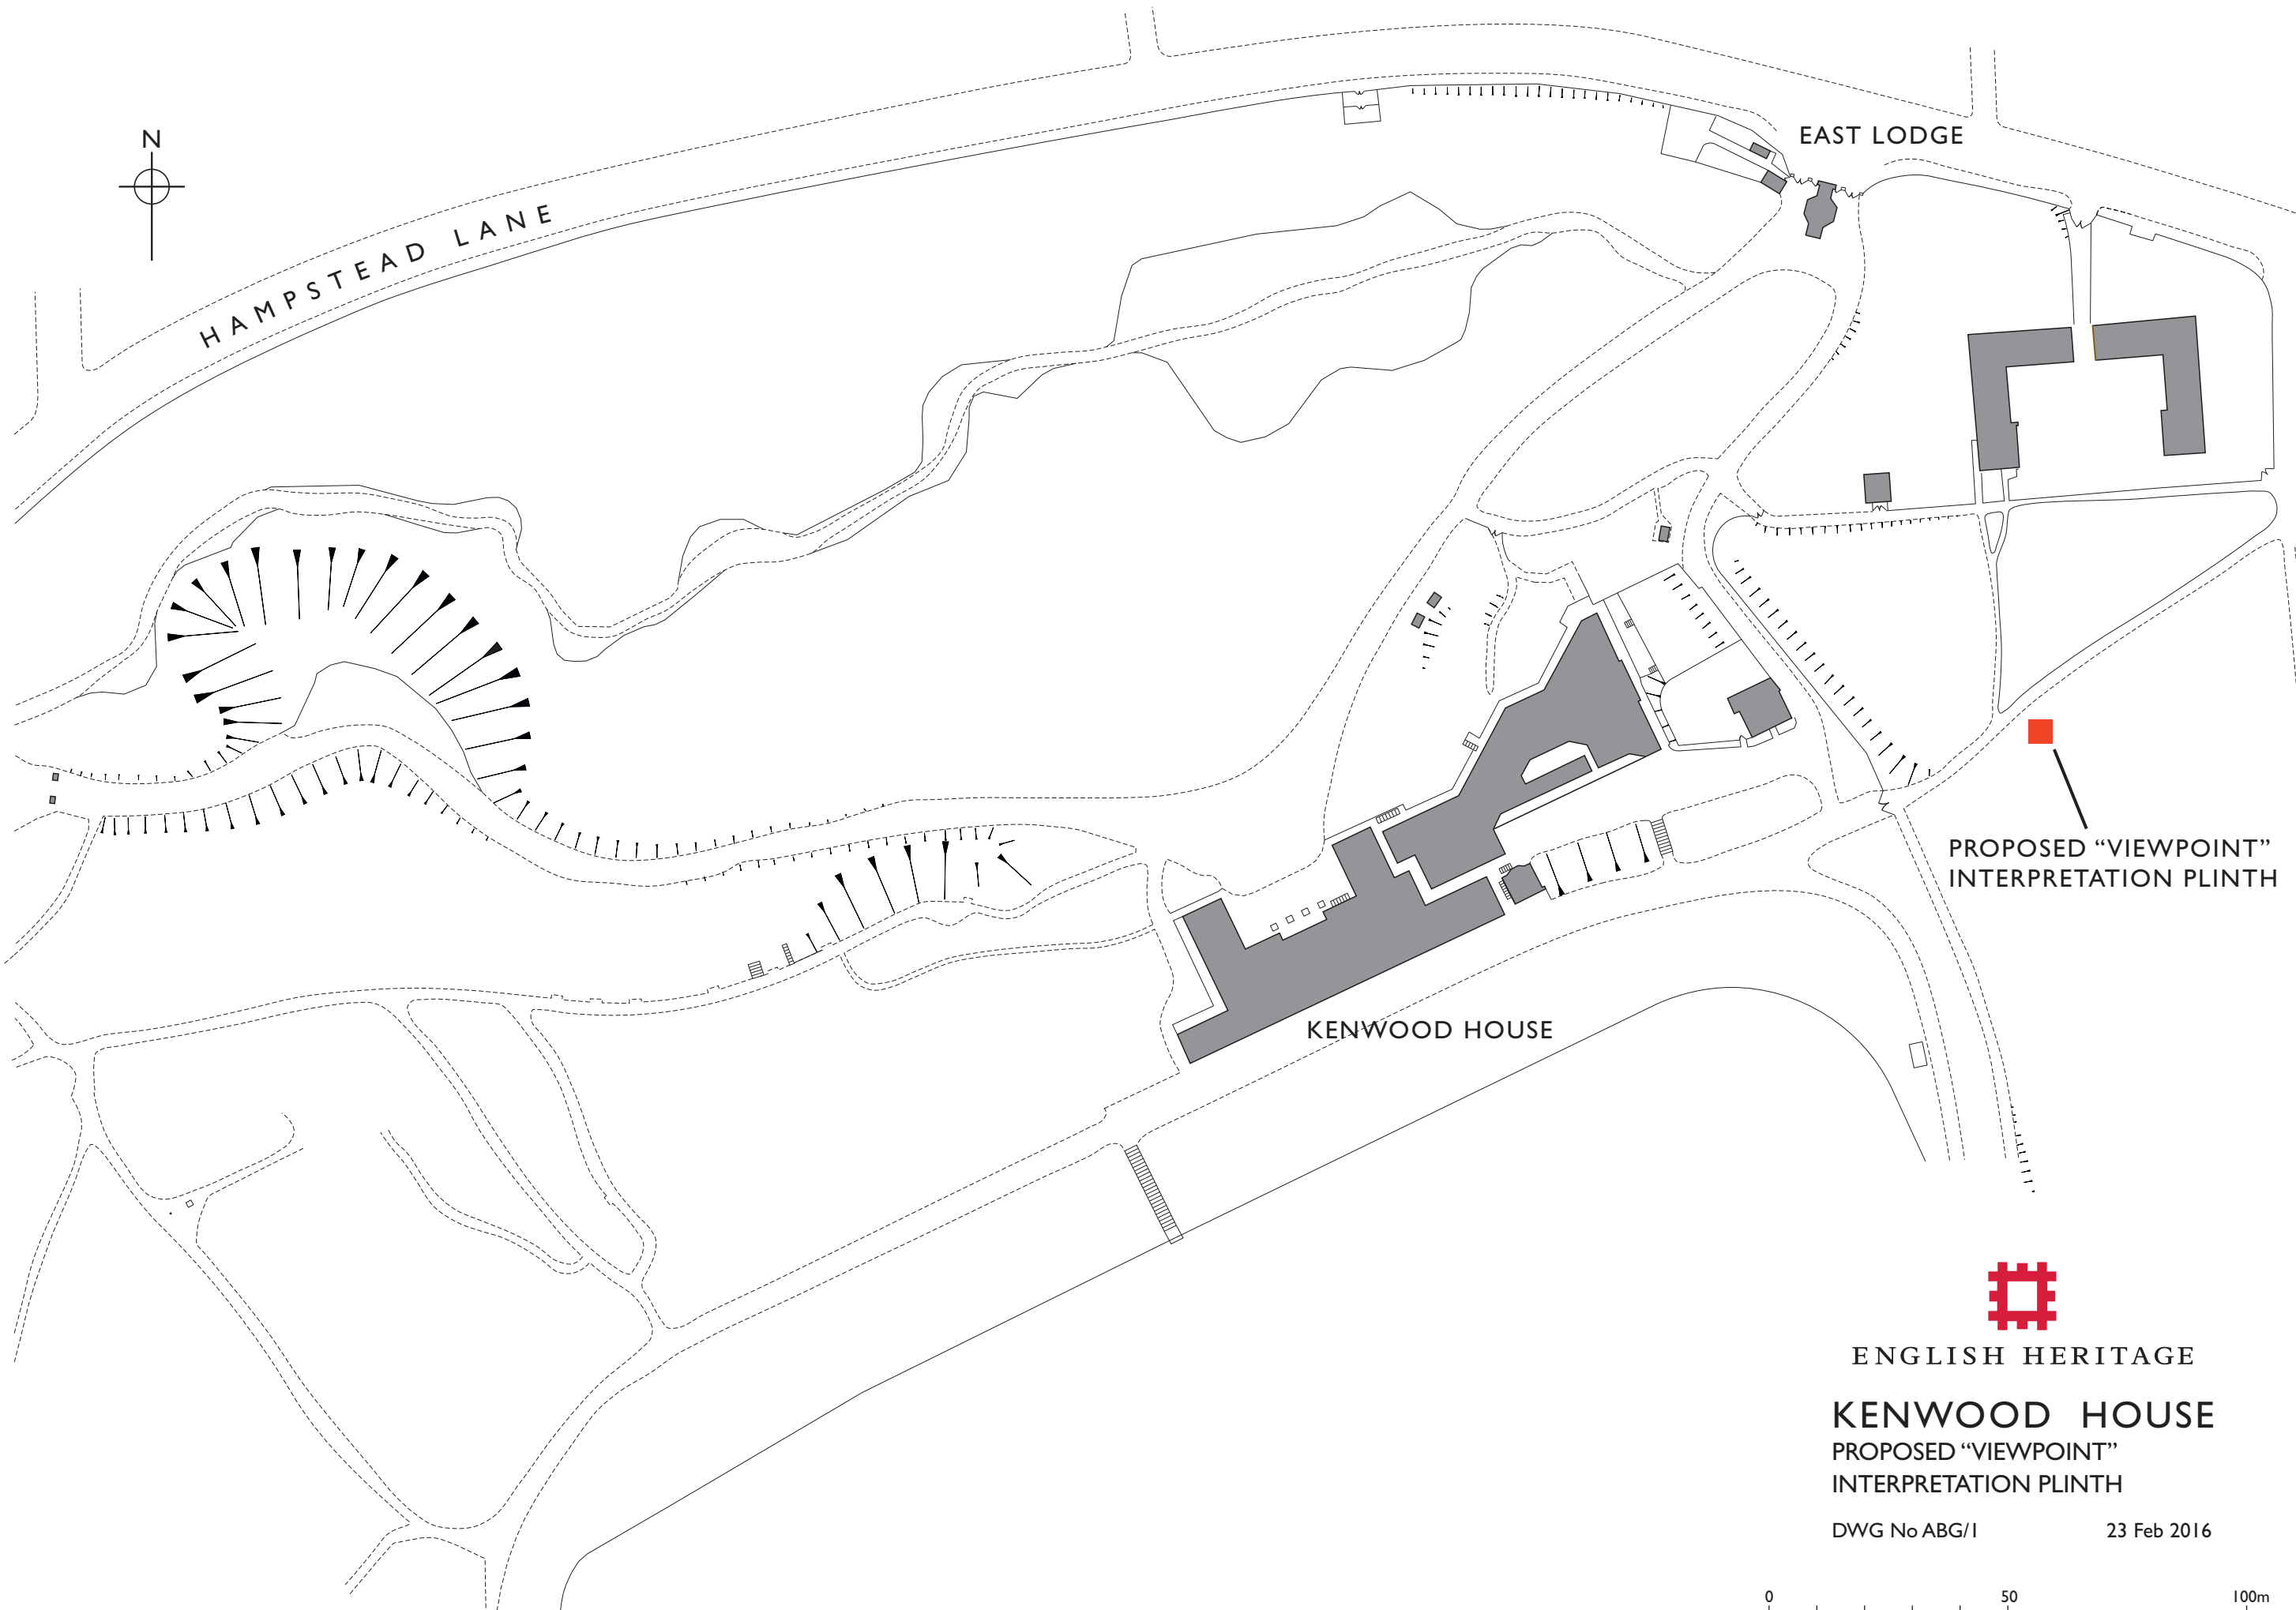 N
HAMPSTEAD LANE
EAST LODGE
PROPOSED “VIEWPOINT”
INTERPRETATION PLINTH
KENWOOD HOUSE
ENGLISH HERITAGE
KENWOOD HOUSE
PROPOSED “VIEWPOINT”
INTERPRETATION PLINTH
DWG No ABG/1 23 Feb 2016
0 50 100m